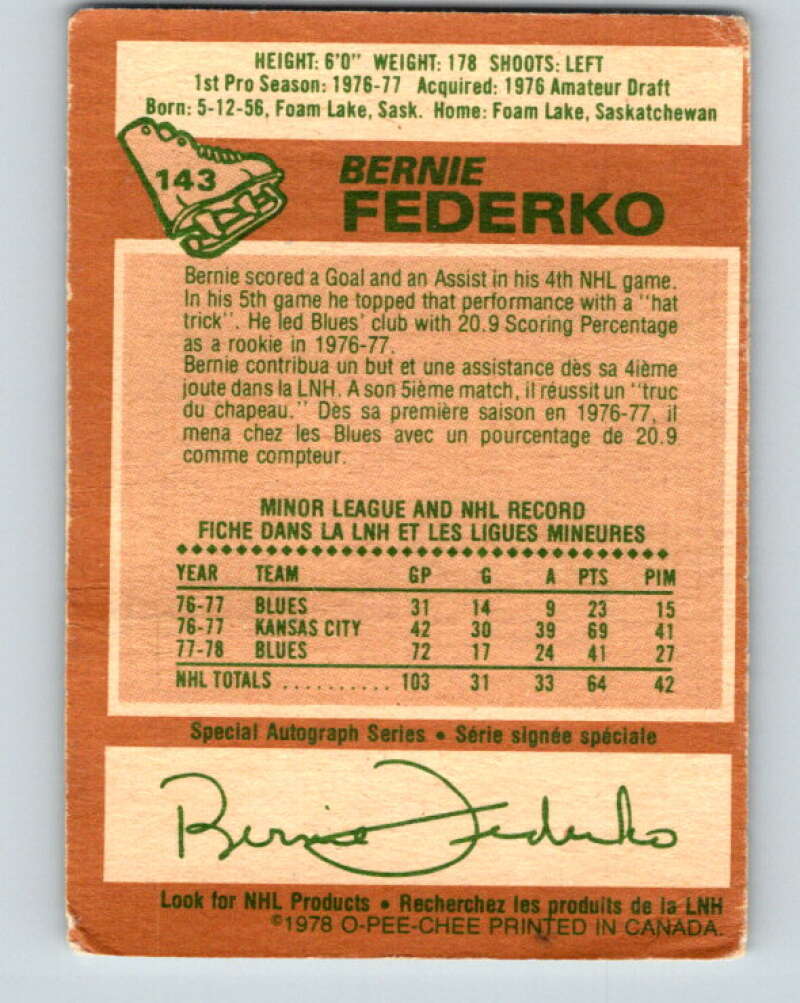 HEIGHT: 6'0" WEIGHT: 178 SHOOTS: LEFT
1st Pro Season: 1976-77 Acquired: 1976 Amateur Draft
Born: 5-12-56, Foam Lake, Sask. Home: Foam Lake, Saskatchewan
143
BERNIE
FEDERKO
Bernie scored a Goal and an Assist in his 4th NHL game.
In his 5th game he topped that performance with a "hat
trick". He led Blues' club with 20.9 Scoring Percentage
as a rookie in 1976-77.
Bernie contribua un but et une assistance dès sa 4ième
joute dans la LNH. A son 5ième match, il réussit un "truc
du chapeau." Dès sa première saison en 1976-77, il
mena chez les Blues avec un pourcentage de 20.9
comme compteur.
MINOR LEAGUE AND NHL RECORD
FICHE DANS LA LNH ET LES LIGUES MINEURES
YEAR TEAM GP G A PTS PIM
76-77 BLUES 31 14 9 23 15
76-77 KANSAS CITY 42 30 39 69 41
77-78 BLUES 72 17 24 41 27
NHL TOTALS .......... 103 31 33 64 42
Special Autograph Series • Série signée spéciale
Bernie Federko
Look for NHL Products • Recherchez les produits de la LNH
©1978 O-PEE-CHEE PRINTED IN CANADA.